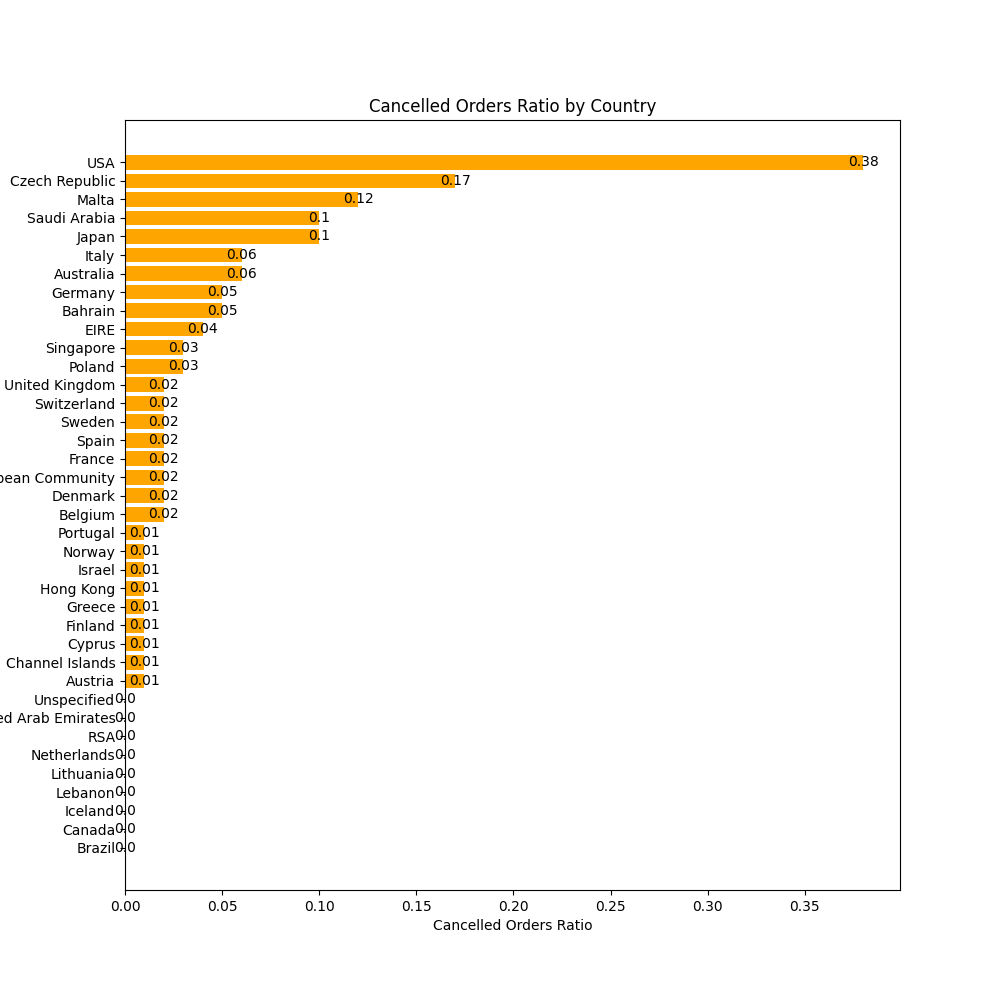 Cancelled Orders Ratio by Country
USA 0.38
Czech Republic 0.17
Malta 0.12
Saudi Arabia 0.1
Japan 0.1
Italy 0.06
Australia 0.06
Germany 0.05
Bahrain 0.05
EIRE 0.04
Singapore 0.03
Poland 0.03
United Kingdom 0.02
Switzerland 0.02
Sweden 0.02
Spain 0.02
France 0.02
pean Community 0.02
Denmark 0.02
Belgium 0.02
Portugal 0.01
Norway 0.01
Israel 0.01
Hong Kong 0.01
Greece 0.01
Finland 0.01
Cyprus 0.01
Channel Islands 0.01
Austria 0.01
Unspecified 0.0
ed Arab Emirates 0.0
RSA 0.0
Netherlands 0.0
Lithuania 0.0
Lebanon 0.0
Iceland 0.0
Canada 0.0
Brazil 0.0
0.00 0.05 0.10 0.15 0.20 0.25 0.30 0.35
Cancelled Orders Ratio